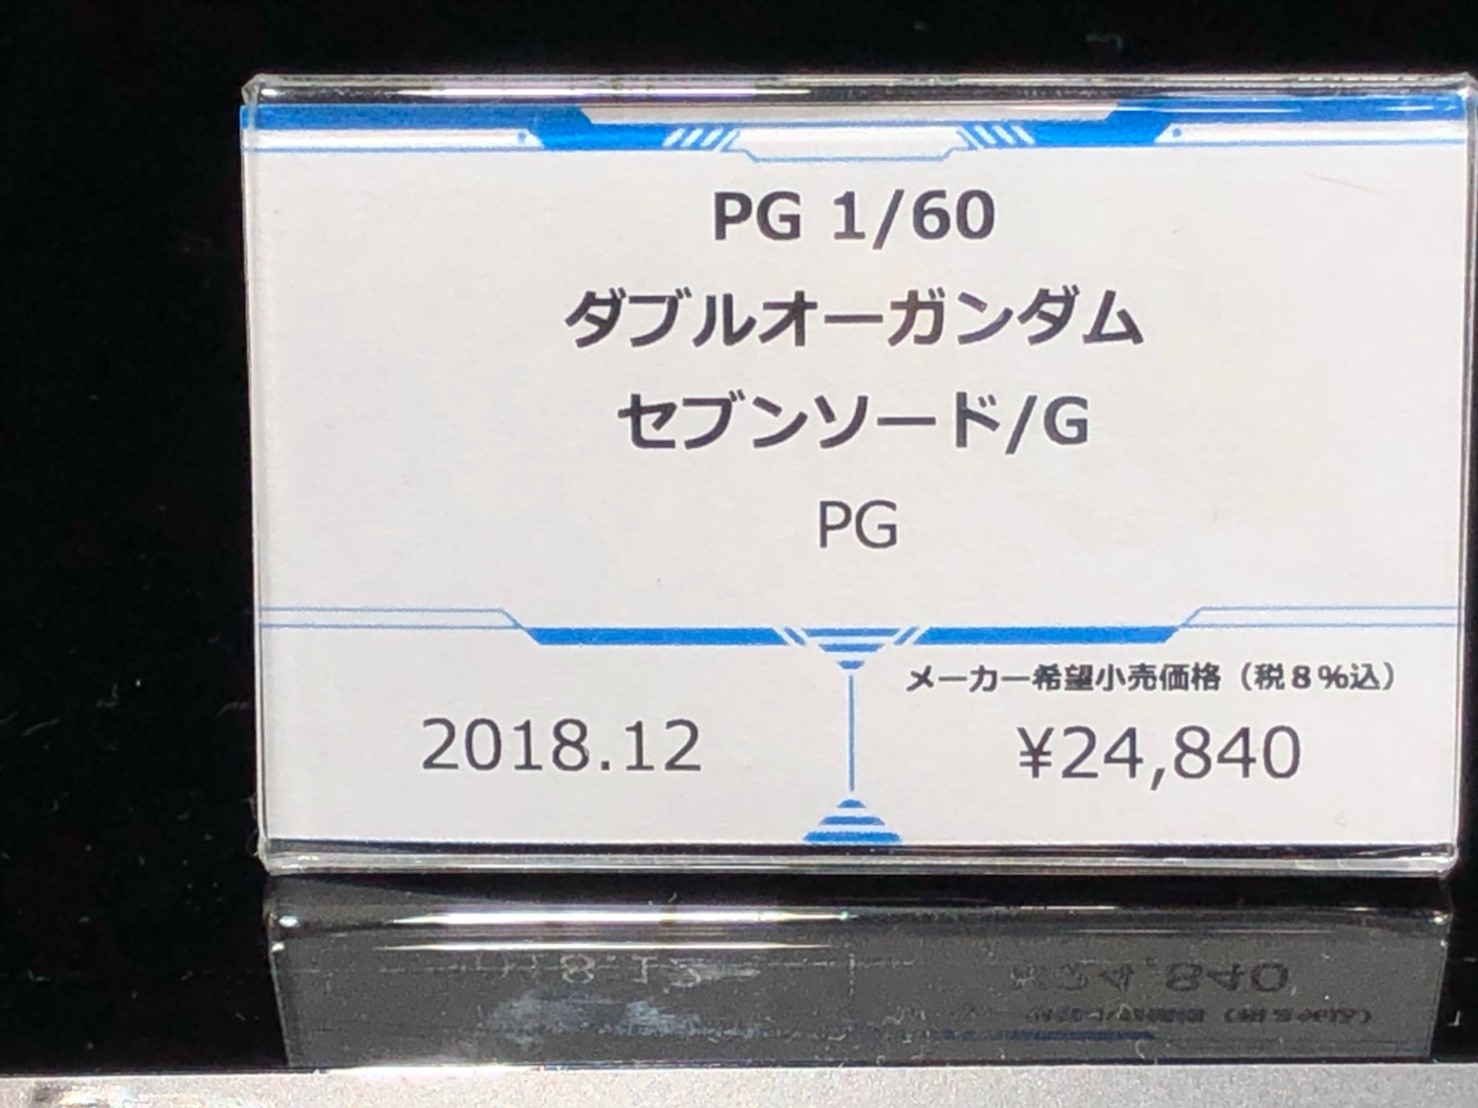 PG 1/60
ダブルオーガンダム
セブンソード/G
PG
2018.12
メーカー希望小売価格（税８％込）
¥24,840